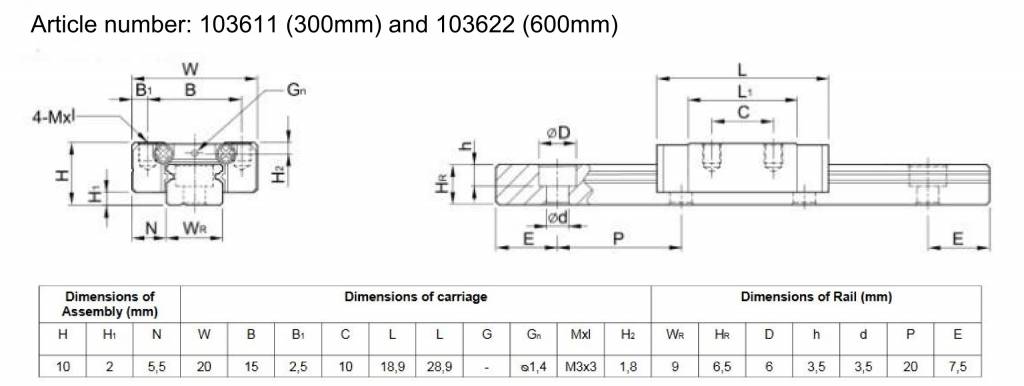 Article number: 103611 (300mm) and 103622 (600mm)
W
B1 B Gn
4-Mxl
H
H1
H2
N WR
L
L1
C
øD
h
HR
ød
E P E
Dimensions of Assembly (mm) Dimensions of carriage Dimensions of Rail (mm)
H H1 N W B B1 C L L G Gn Mxl H2 WR HR D h d P E
10 2 5,5 20 15 2,5 10 18,9 28,9 - ⌀1,4 M3x3 1,8 9 6,5 6 3,5 3,5 20 7,5